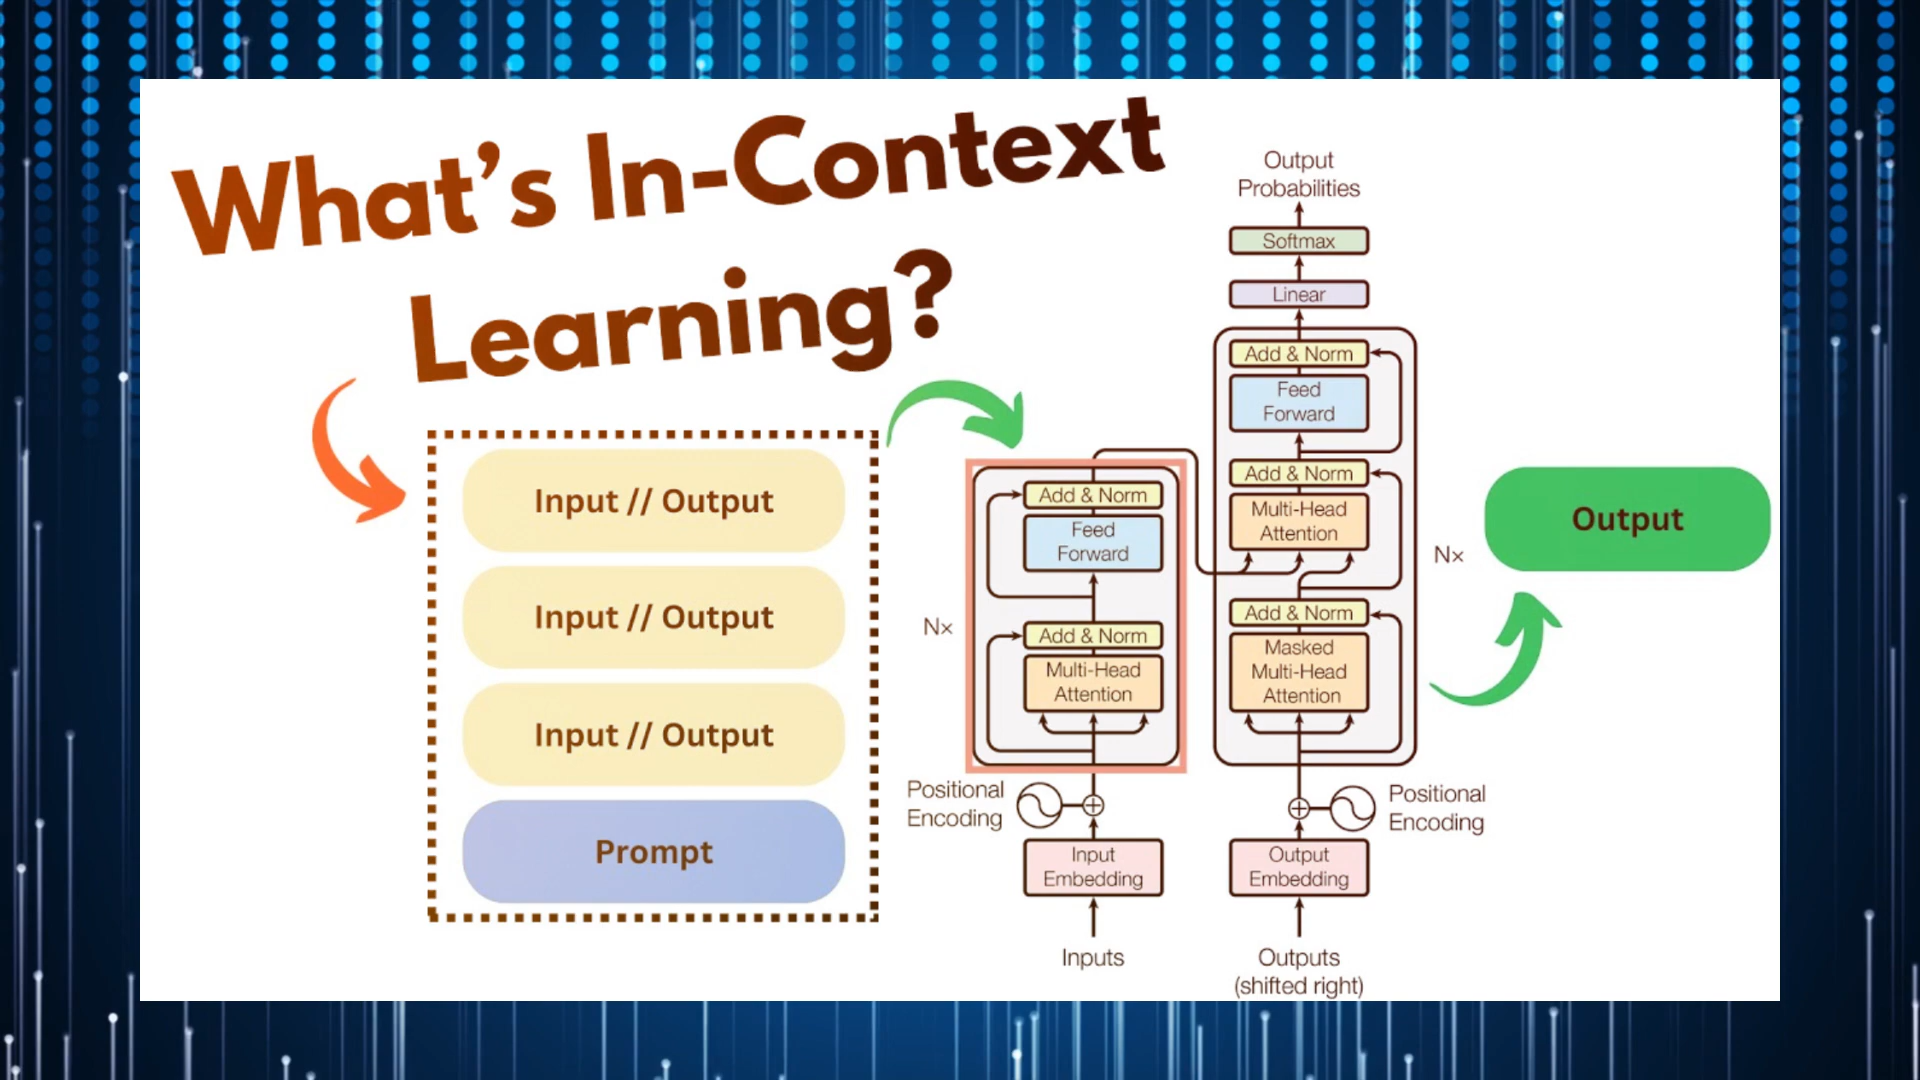 What's In-Context
Learning?
Input // Output
Input // Output
Input // Output
Prompt
Add & Norm
Feed
Forward
Nx
Add & Norm
Multi-Head
Attention
Positional
Encoding
Input
Embedding
Inputs
Output
Probabilities
Softmax
Linear
Add & Norm
Feed
Forward
Add & Norm
Multi-Head
Attention
Nx
Add & Norm
Masked
Multi-Head
Attention
Positional
Encoding
Output
Embedding
Outputs
(shifted right)
Output